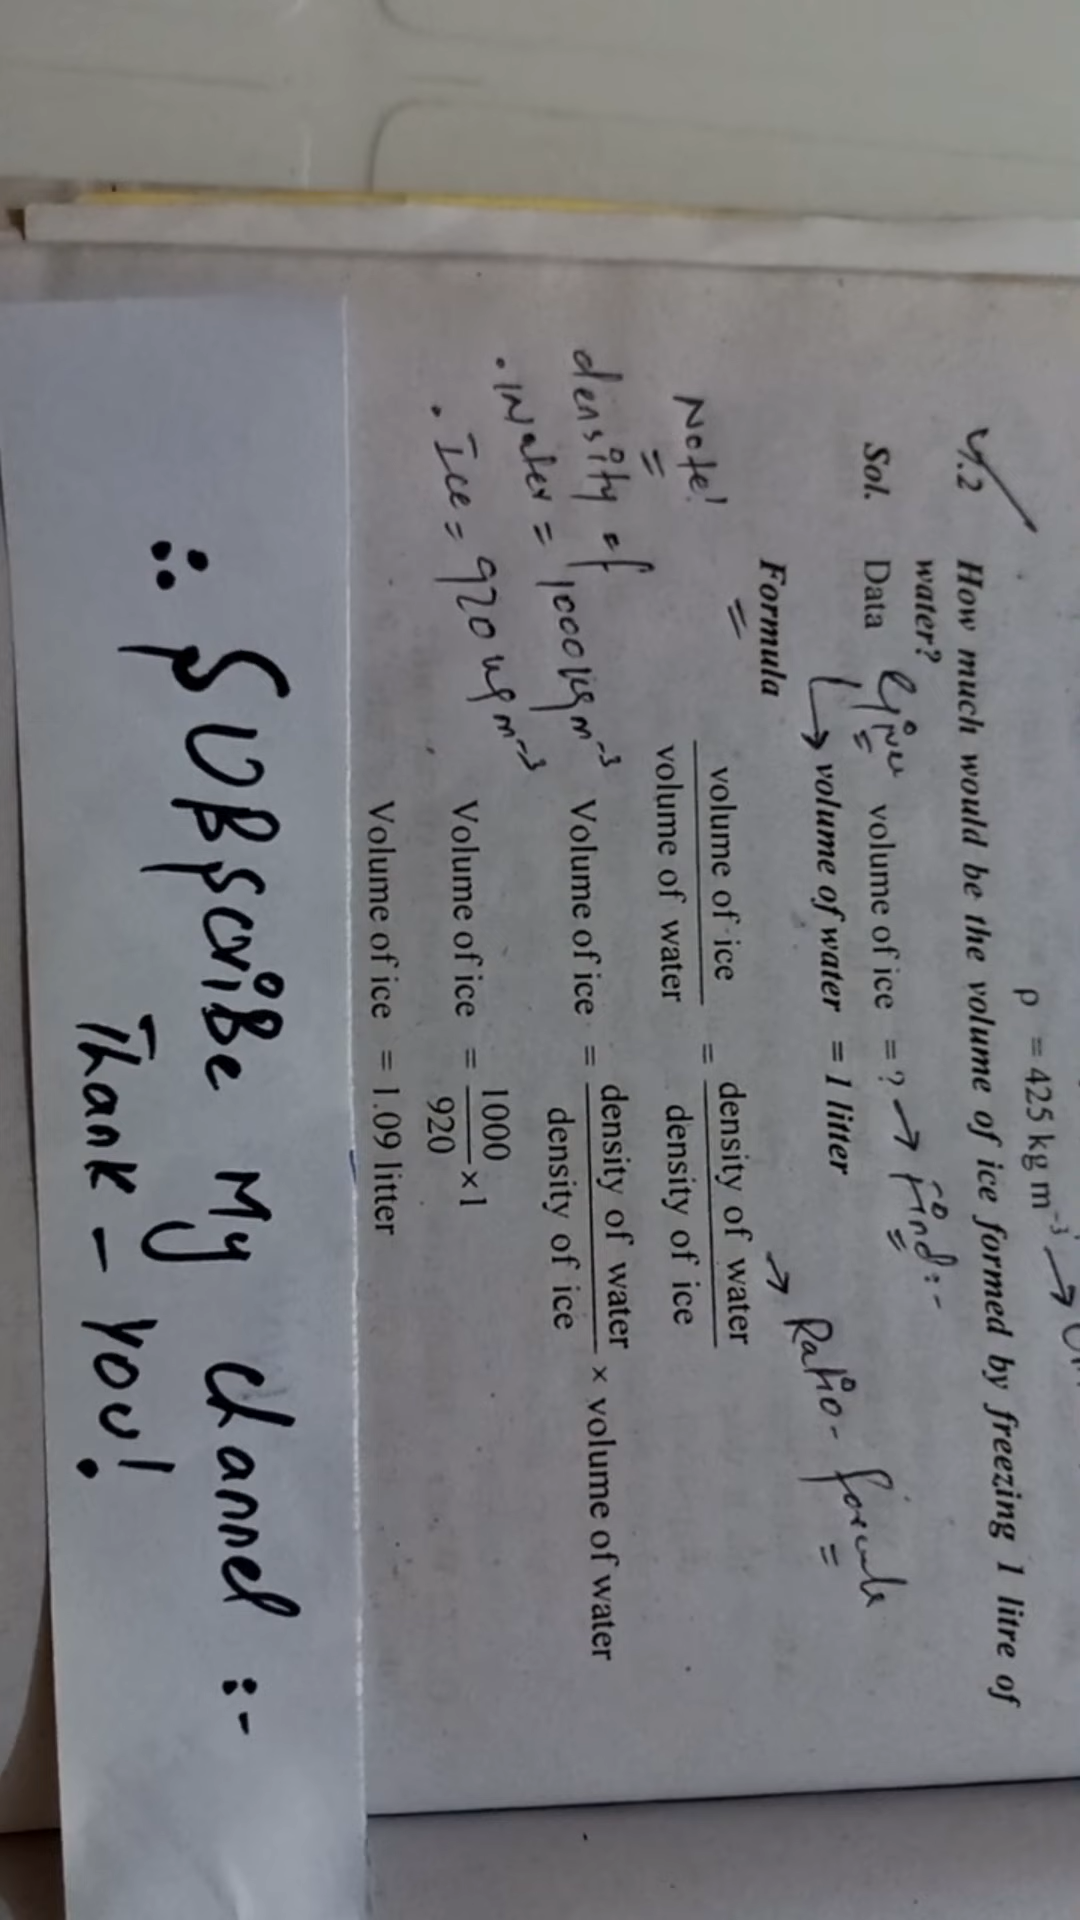 ρ = 425 kg m⁻³ →
4.2 How much would be the volume of ice formed by freezing 1 litre of
water?
Sol. Data Given volume of ice = ? → Find:-
→ volume of water = 1 litter
Formula → Ratio-
volume of ice / volume of water = density of water / density of ice
Note!
density of
. Water = 1000 kg m⁻³
. Ice = 920 kg m⁻³
Volume of ice = density of water / density of ice × volume of water
Volume of ice = 1000/920 ×1
Volume of ice = 1.09 litter
SUBscriBe My channel :-
Thank - You!